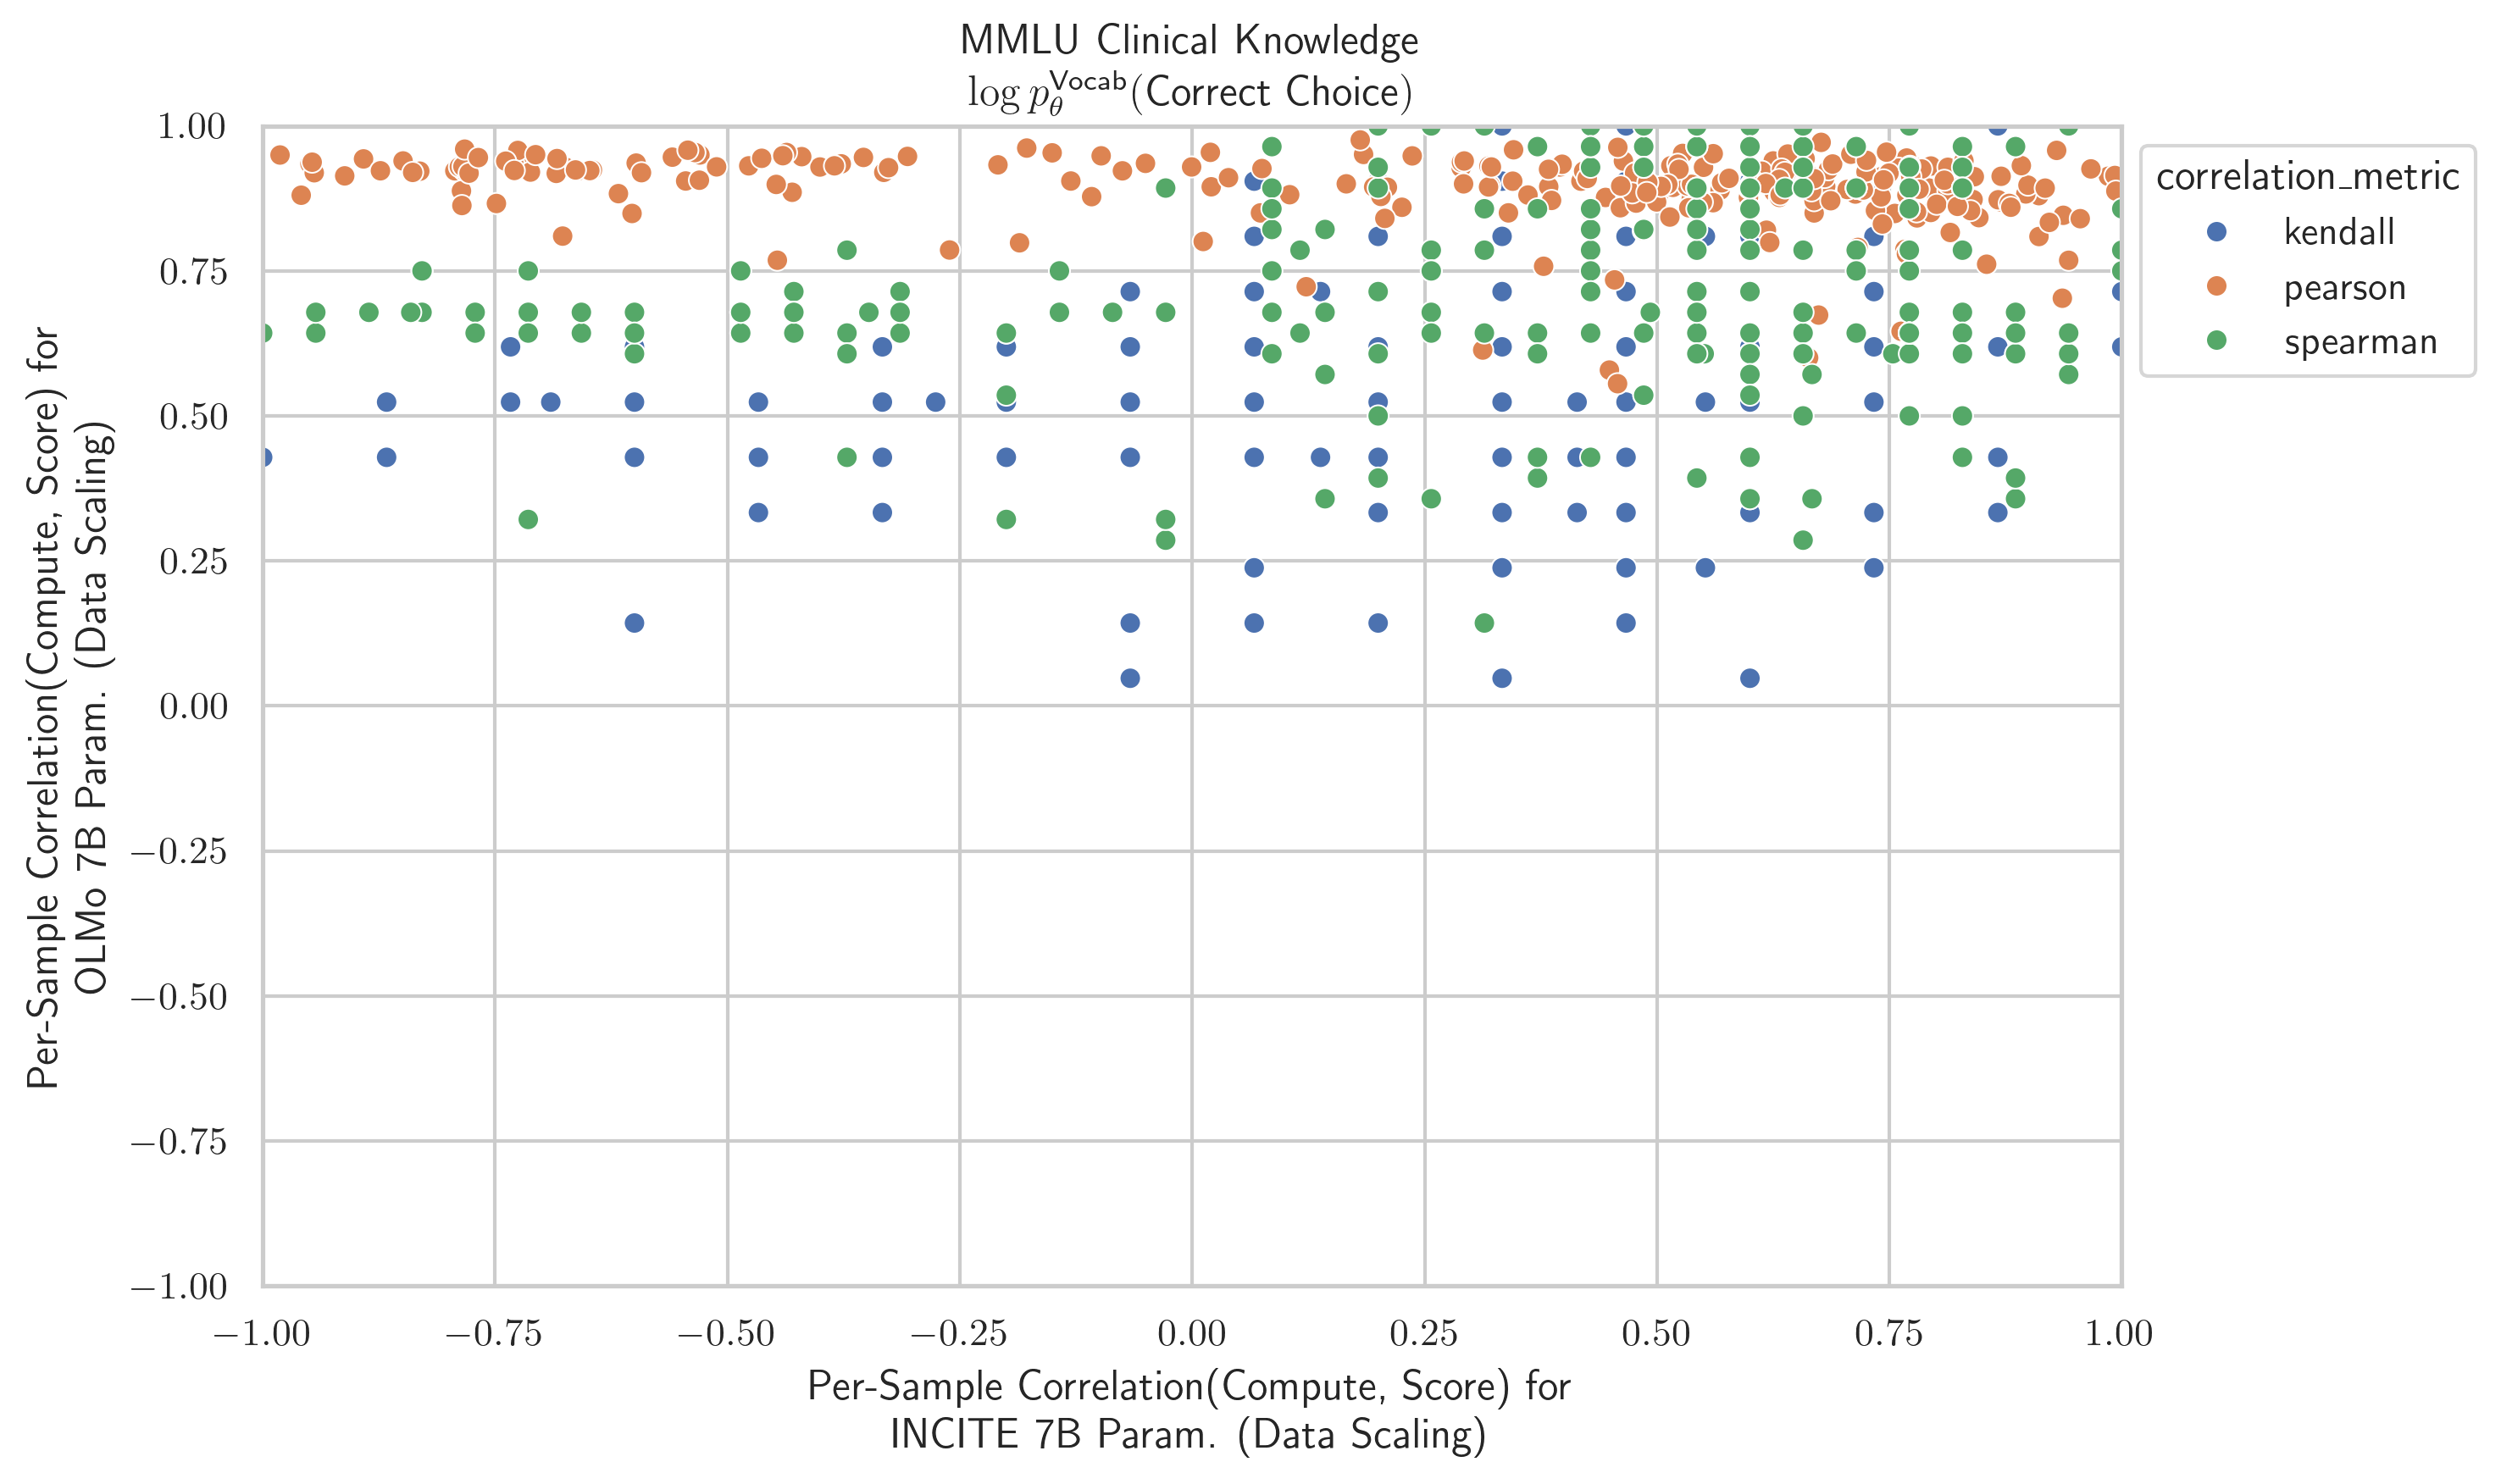 MMLU Clinical Knowledge
log p_θ^Vocab(Correct Choice)
Per-Sample Correlation(Compute, Score) for
OLMo 7B Param. (Data Scaling)
1.00
0.75
0.50
0.25
0.00
−0.25
−0.50
−0.75
−1.00
−1.00 −0.75 −0.50 −0.25 0.00 0.25 0.50 0.75 1.00
Per-Sample Correlation(Compute, Score) for
INCITE 7B Param. (Data Scaling)
correlation_metric
kendall
pearson
spearman